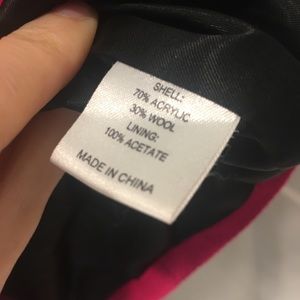 SHELL:
70% ACRYLIC
30% WOOL
LINING:
100% ACETATE
MADE IN CHINA